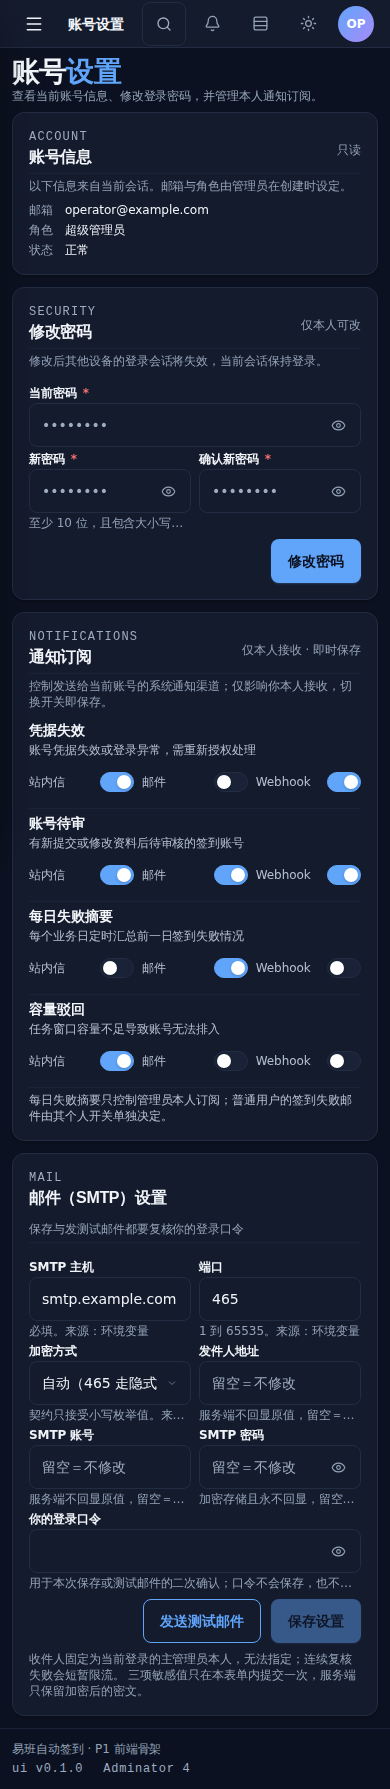 账号设置
OP
账号设置
查看当前账号信息、修改登录密码，并管理本人通知订阅。
ACCOUNT
账号信息
只读
以下信息来自当前会话。邮箱与角色由管理员在创建时设定。
邮箱 operator@example.com
角色 超级管理员
状态 正常
SECURITY
修改密码
仅本人可改
修改后其他设备的登录会话将失效，当前会话保持登录。
当前密码 *
••••••••
新密码 * 确认新密码 *
•••••••• ••••••••
至少 10 位，且包含大小写…
修改密码
NOTIFICATIONS
通知订阅
仅本人接收 · 即时保存
控制发送给当前账号的系统通知渠道；仅影响你本人接收，切
换开关即保存。
凭据失效
账号凭据失效或登录异常，需重新授权处理
站内信 邮件 Webhook
账号待审
有新提交或修改资料后待审核的签到账号
站内信 邮件 Webhook
每日失败摘要
每个业务日定时汇总前一日签到失败情况
站内信 邮件 Webhook
容量驳回
任务窗口容量不足导致账号无法排入
站内信 邮件 Webhook
每日失败摘要只控制管理员本人订阅；普通用户的签到失败邮
件由其个人开关单独决定。
MAIL
邮件（SMTP）设置
保存与发测试邮件都要复核你的登录口令
SMTP 主机 端口
smtp.example.com 465
必填。来源：环境变量 1 到 65535。来源：环境变量
加密方式 发件人地址
自动（465 走隐式 留空＝不修改
契约只接受小写枚举值。来… 服务端不回显原值，留空＝…
SMTP 账号 SMTP 密码
留空＝不修改 留空＝不修改
服务端不回显原值，留空＝… 加密存储且永不回显，留空…
你的登录口令
用于本次保存或测试邮件的二次确认；口令不会保存，也不…
发送测试邮件 保存设置
收件人固定为当前登录的主管理员本人，无法指定；连续复核
失败会短暂限流。 三项敏感值只在本表单内提交一次，服务端
只保留加密后的密文。
易班自动签到 · P1 前端骨架
ui v0.1.0 Adminator 4